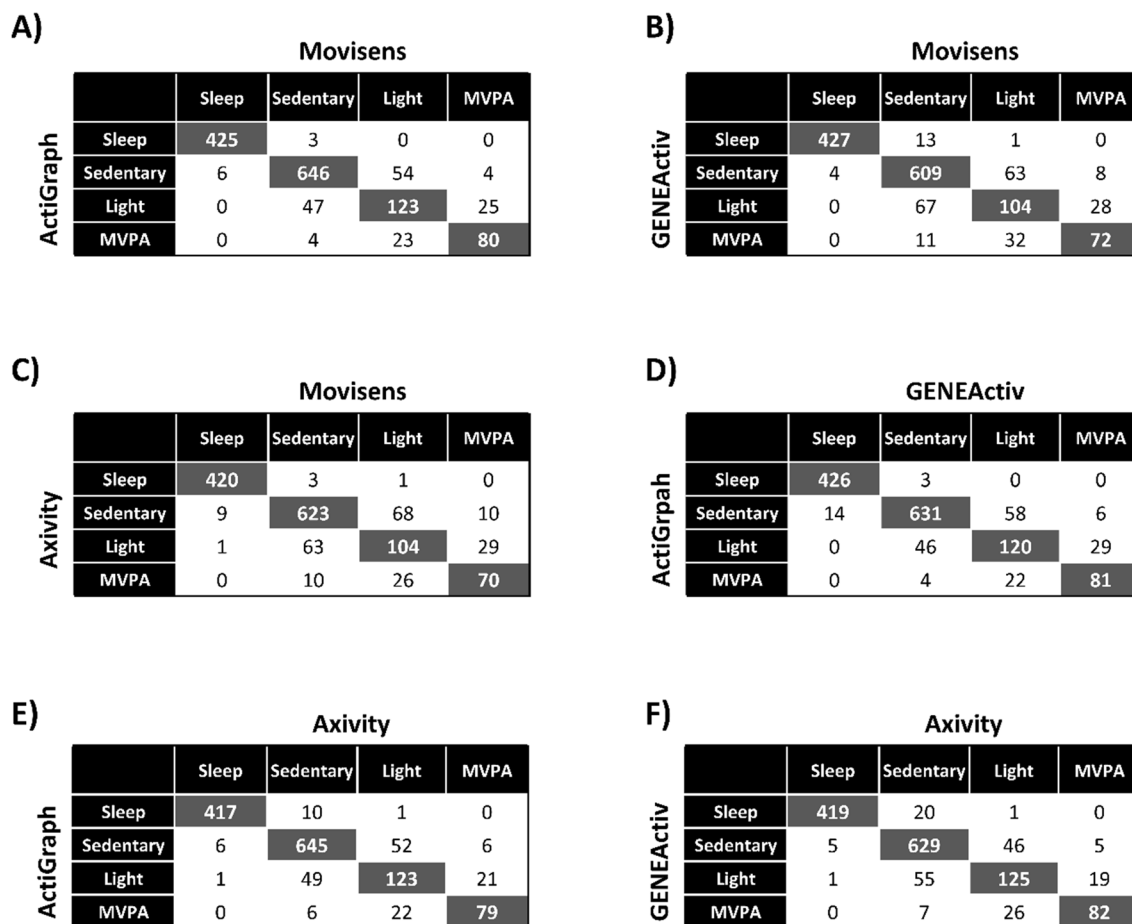 A)
Movisens
ActiGraph
Sleep Sedentary Light MVPA
Sleep 425 3 0 0
Sedentary 6 646 54 4
Light 0 47 123 25
MVPA 0 4 23 80
B)
Movisens
GENEActiv
Sleep Sedentary Light MVPA
Sleep 427 13 1 0
Sedentary 4 609 63 8
Light 0 67 104 28
MVPA 0 11 32 72
C)
Movisens
Axivity
Sleep Sedentary Light MVPA
Sleep 420 3 1 0
Sedentary 9 623 68 10
Light 1 63 104 29
MVPA 0 10 26 70
D)
GENEActiv
ActiGrpah
Sleep Sedentary Light MVPA
Sleep 426 3 0 0
Sedentary 14 631 58 6
Light 0 46 120 29
MVPA 0 4 22 81
E)
Axivity
ActiGraph
Sleep Sedentary Light MVPA
Sleep 417 10 1 0
Sedentary 6 645 52 6
Light 1 49 123 21
MVPA 0 6 22 79
F)
Axivity
GENEActiv
Sleep Sedentary Light MVPA
Sleep 419 20 1 0
Sedentary 5 629 46 5
Light 1 55 125 19
MVPA 0 7 26 82